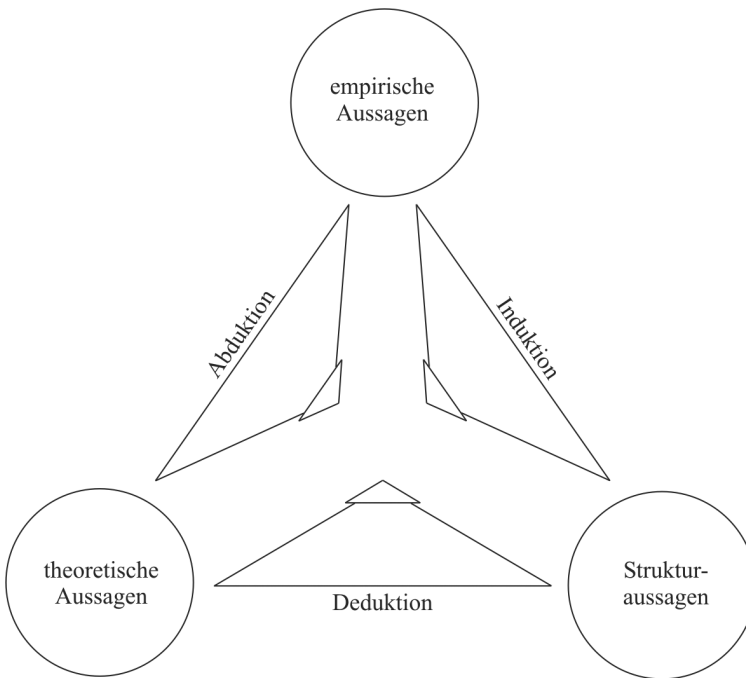 empirische
Aussagen
Abduktion
Induktion
theoretische
Aussagen
Deduktion
Struktur-
aussagen